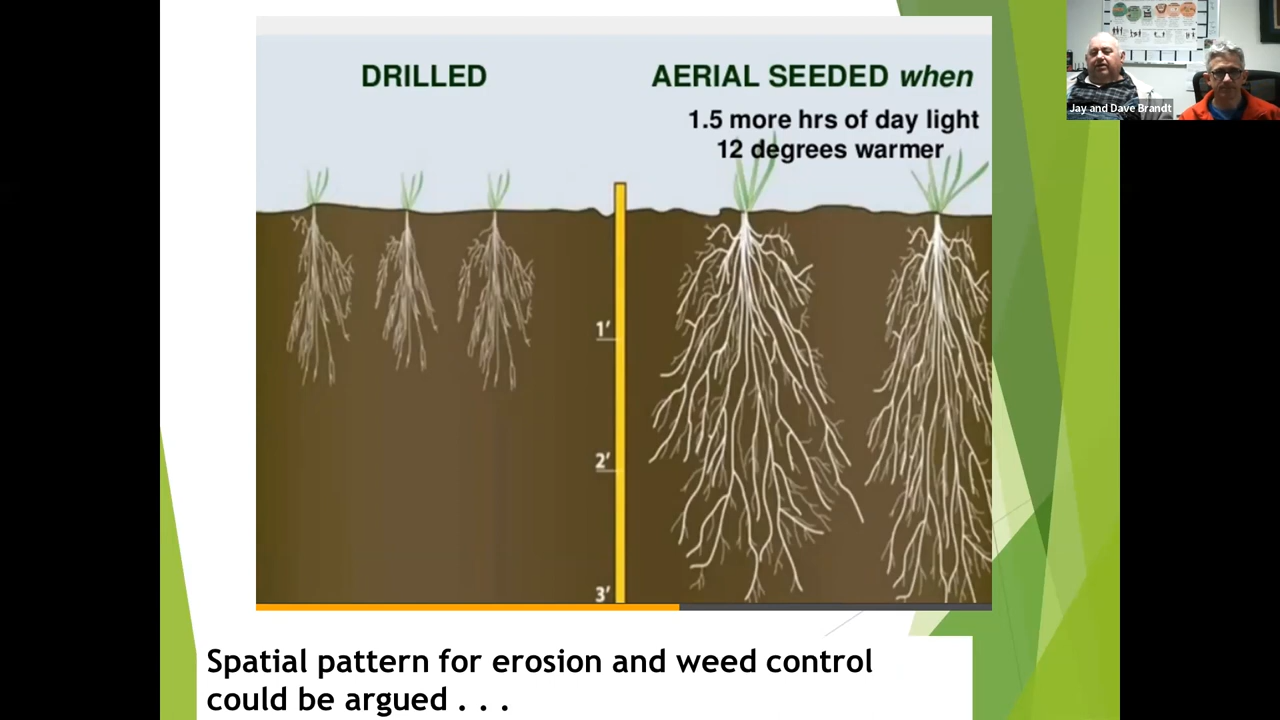 DRILLED
AERIAL SEEDED when
1.5 more hrs of day light
12 degrees warmer
1'
2'
3'
Spatial pattern for erosion and weed control
could be argued . . .
Jay and Dave Brandt